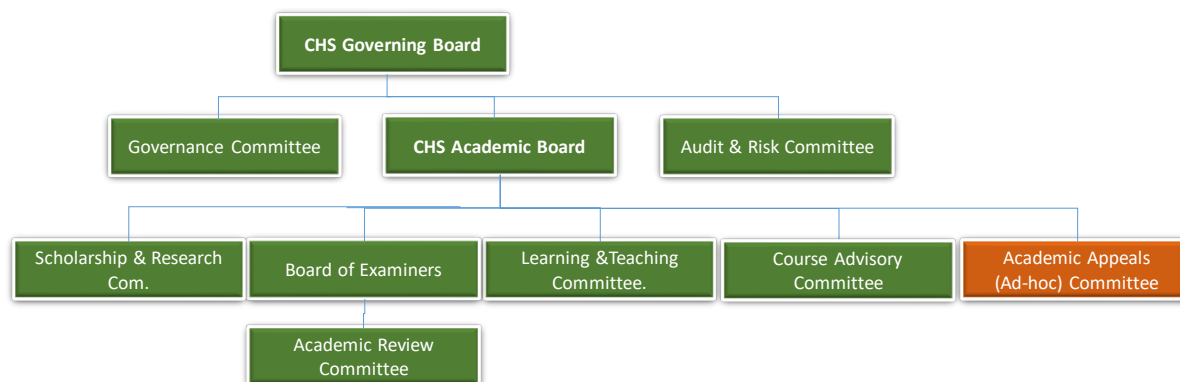 CHS Governing Board
Governance Committee
CHS Academic Board
Audit & Risk Committee
Scholarship & Research
Com.
Board of Examiners
Learning &Teaching
Committee.
Course Advisory
Committee
Academic Appeals
(Ad-hoc) Committee
Academic Review
Committee